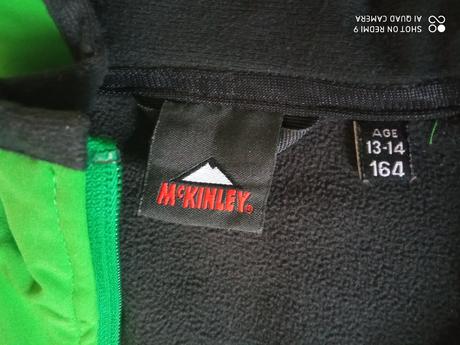 SHOT ON REDMI 9
AI QUAD CAMERA
McKINLEY®
AGE
13-14
164